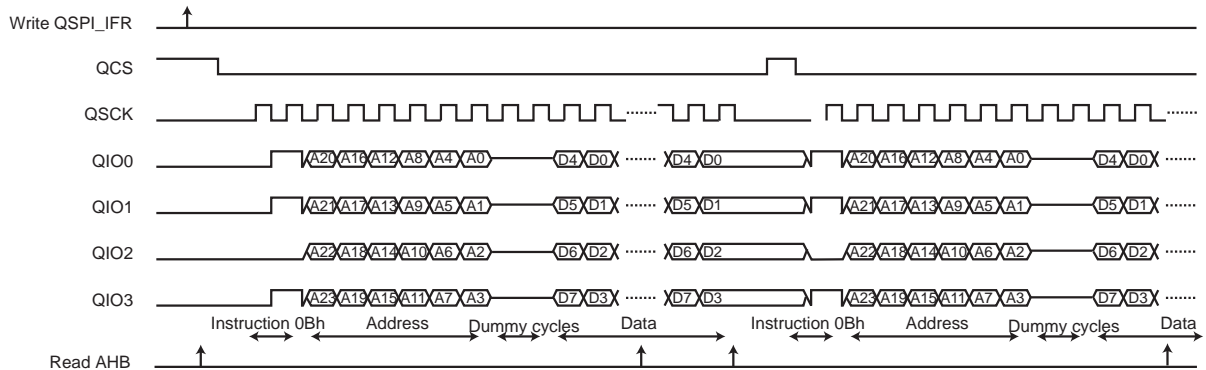 Write QSPI_IFR
QCS
QSCK
QIO0 A20 A16 A12 A8 A4 A0 D4 D0 D4 D0 A20 A16 A12 A8 A4 A0 D4 D0
QIO1 A21 A17 A13 A9 A5 A1 D5 D1 D5 D1 A21 A17 A13 A9 A5 A1 D5 D1
QIO2 A22 A18 A14 A10 A6 A2 D6 D2 D6 D2 A22 A18 A14 A10 A6 A2 D6 D2
QIO3 A23 A19 A15 A11 A7 A3 D7 D3 D7 D3 A23 A19 A15 A11 A7 A3 D7 D3
Instruction 0Bh Address Dummy cycles Data Instruction 0Bh Address Dummy cycles Data
Read AHB